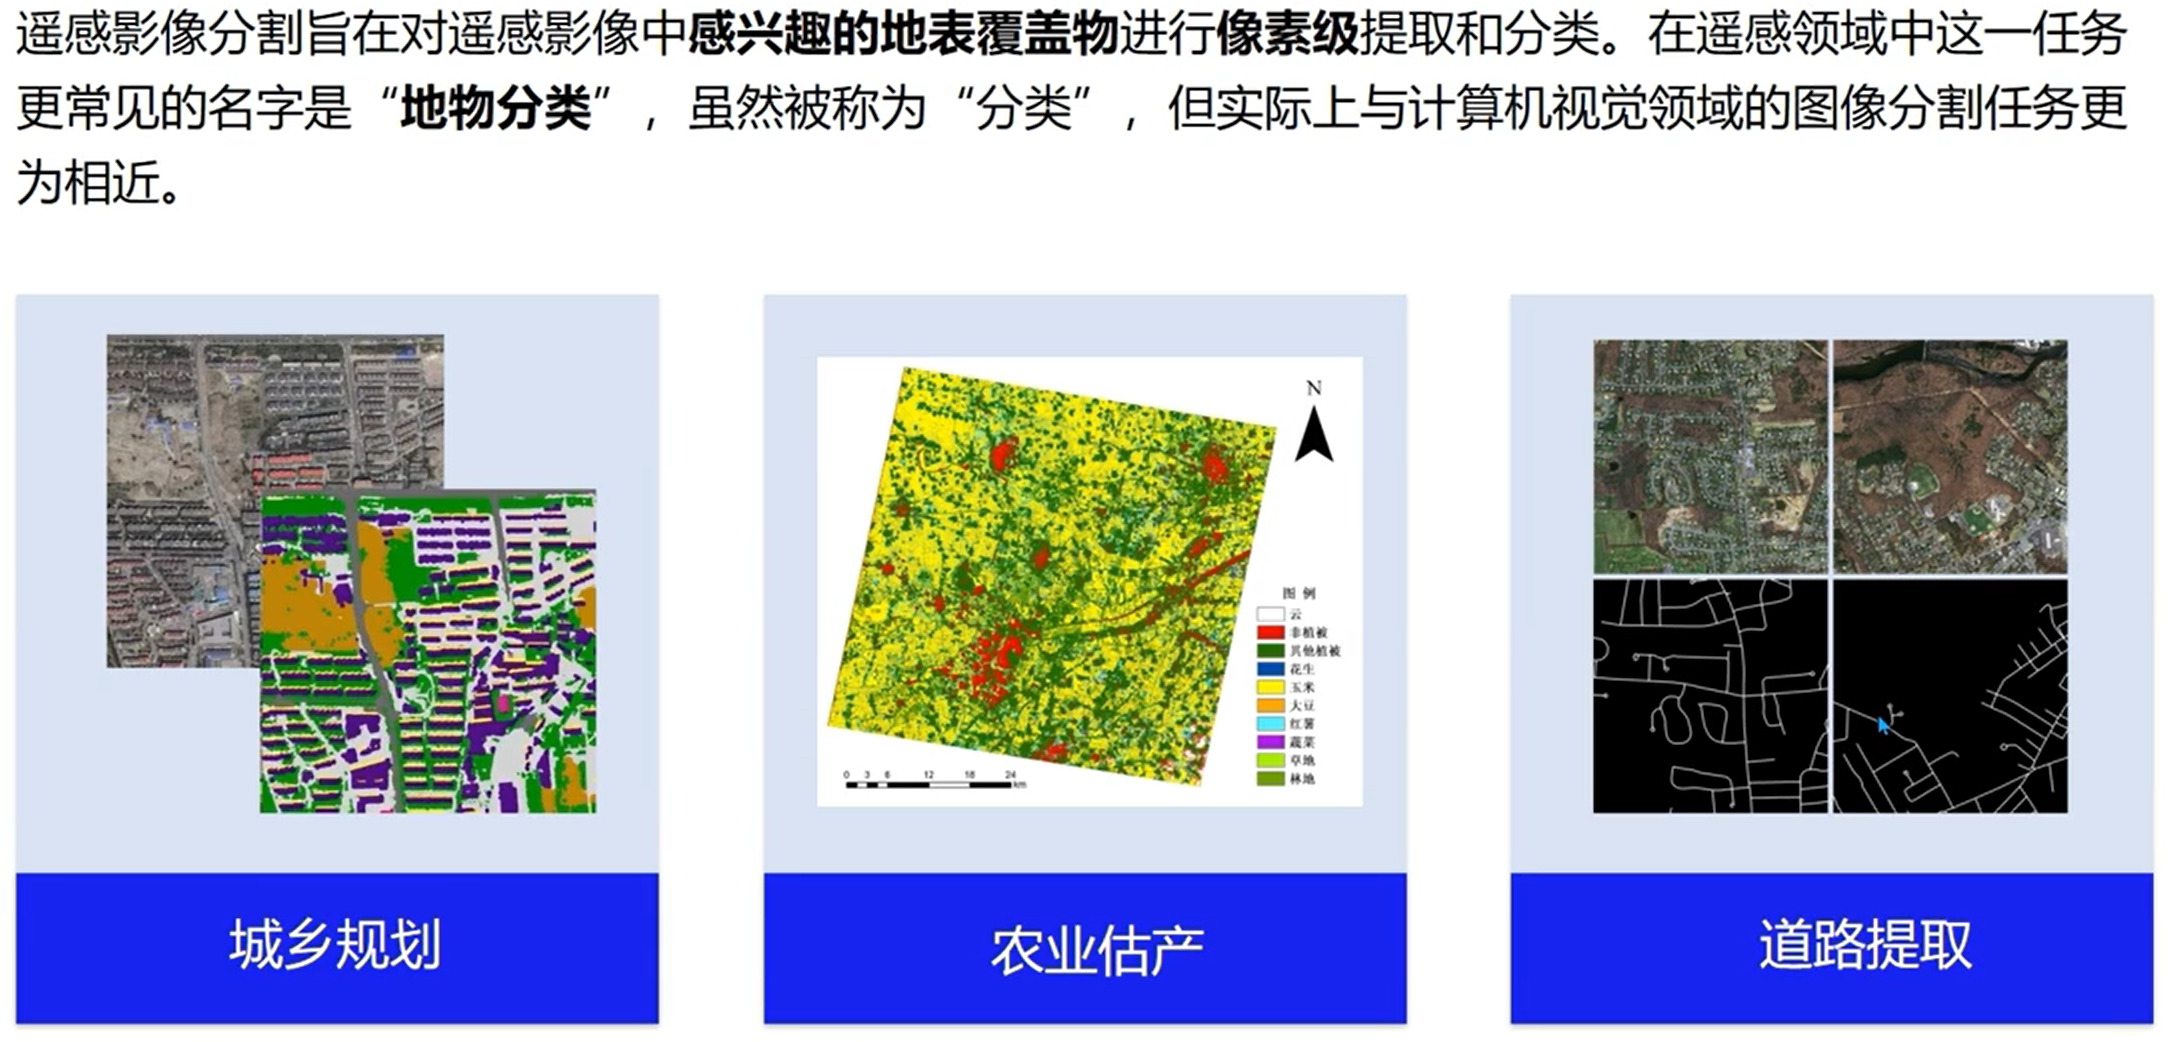 遥感影像分割旨在对遥感影像中感兴趣的地表覆盖物进行像素级提取和分类。在遥感领域中这一任务
更常见的名字是“地物分类”，虽然被称为“分类”，但实际上与计算机视觉领域的图像分割任务更
为相近。
N
图例
云
非植被
其他植被
花生
玉米
大豆
红薯
蔬菜
草地
林地
0 3 6 12 18 24
km
城乡规划
农业估产
道路提取